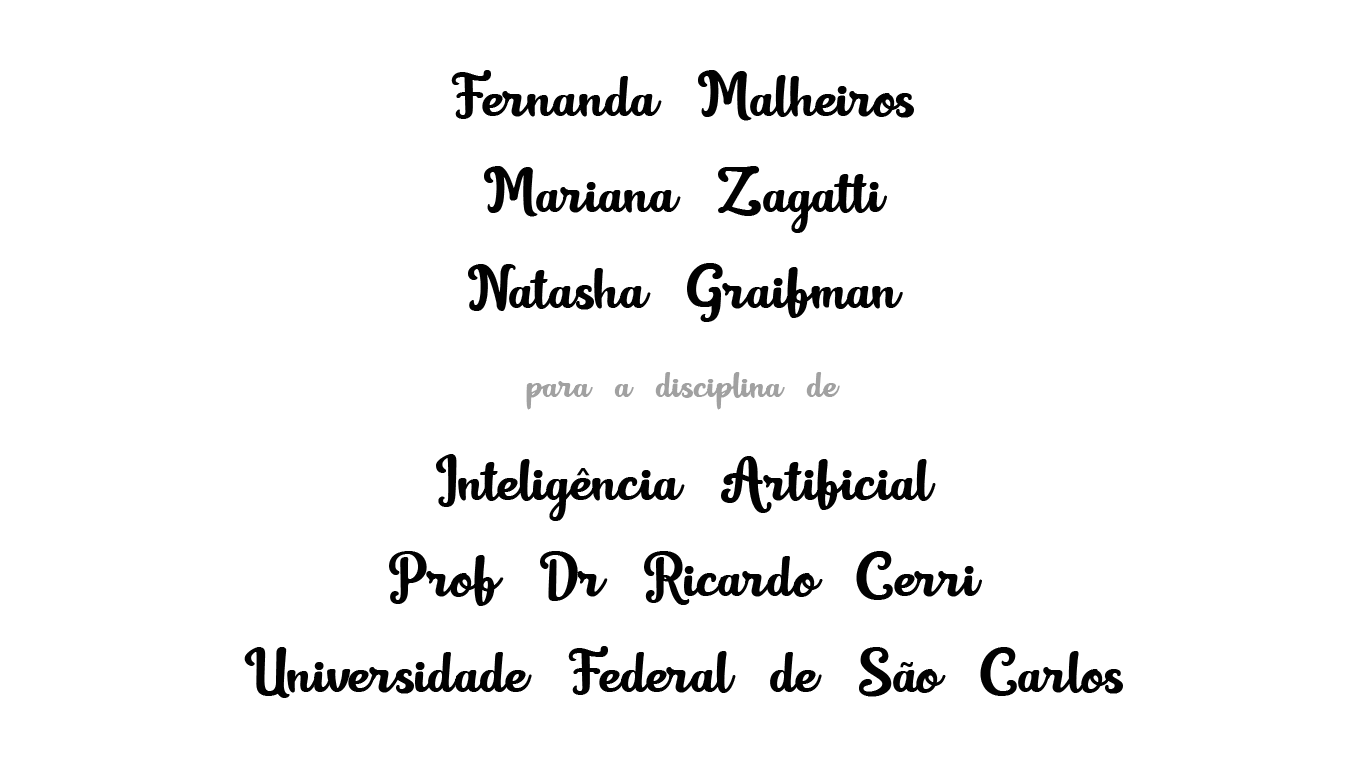 Fernanda Malheiros
Mariana Zagatti
Natasha Graifman
para a disciplina de
Inteligência Artificial
Prof Dr Ricardo Cerri
Universidade Federal de São Carlos